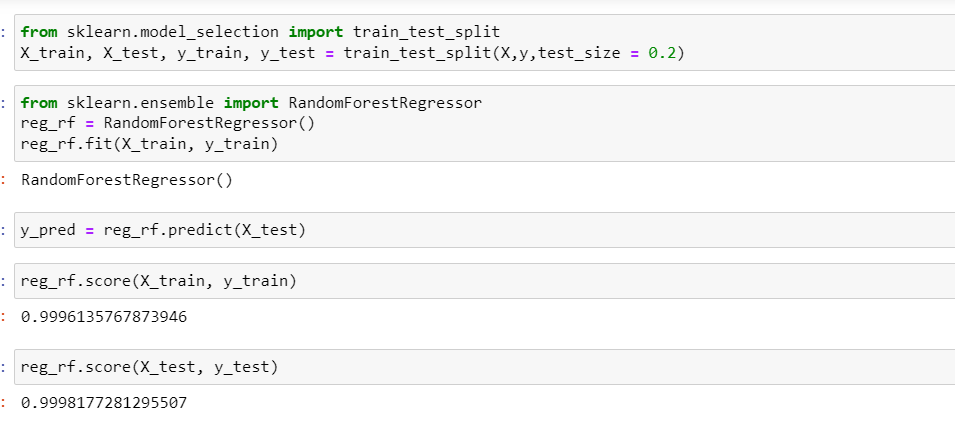 : from sklearn.model_selection import train_test_split
X_train, X_test, y_train, y_test = train_test_split(X,y,test_size = 0.2)
: from sklearn.ensemble import RandomForestRegressor
reg_rf = RandomForestRegressor()
reg_rf.fit(X_train, y_train)
: RandomForestRegressor()
: y_pred = reg_rf.predict(X_test)
: reg_rf.score(X_train, y_train)
: 0.9996135767873946
: reg_rf.score(X_test, y_test)
: 0.9998177281295507